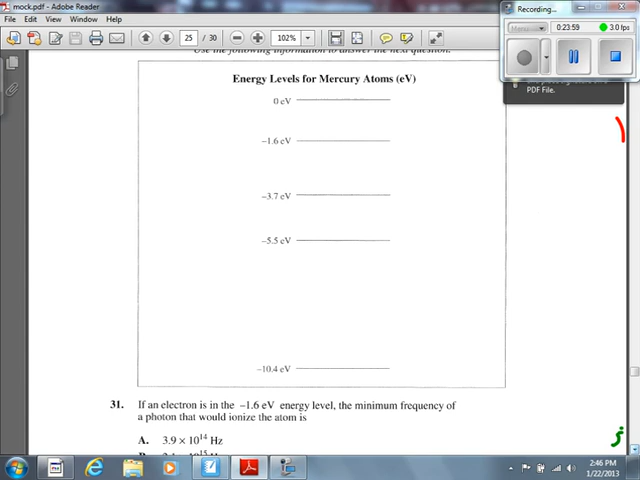 mock.pdf - Adobe Reader
File Edit View Window Help
25 / 30 102%
Recording...
23:59 3.0 fps
PDF File.
Use the following information to answer the next question.
Energy Levels for Mercury Atoms (eV)
0 eV
–1.6 eV
–3.7 eV
–5.5 eV
–10.4 eV
31. If an electron is in the –1.6 eV energy level, the minimum frequency of
a photon that would ionize the atom is
A. 3.9 × 10¹⁴ Hz
2:46 PM
1/22/2013